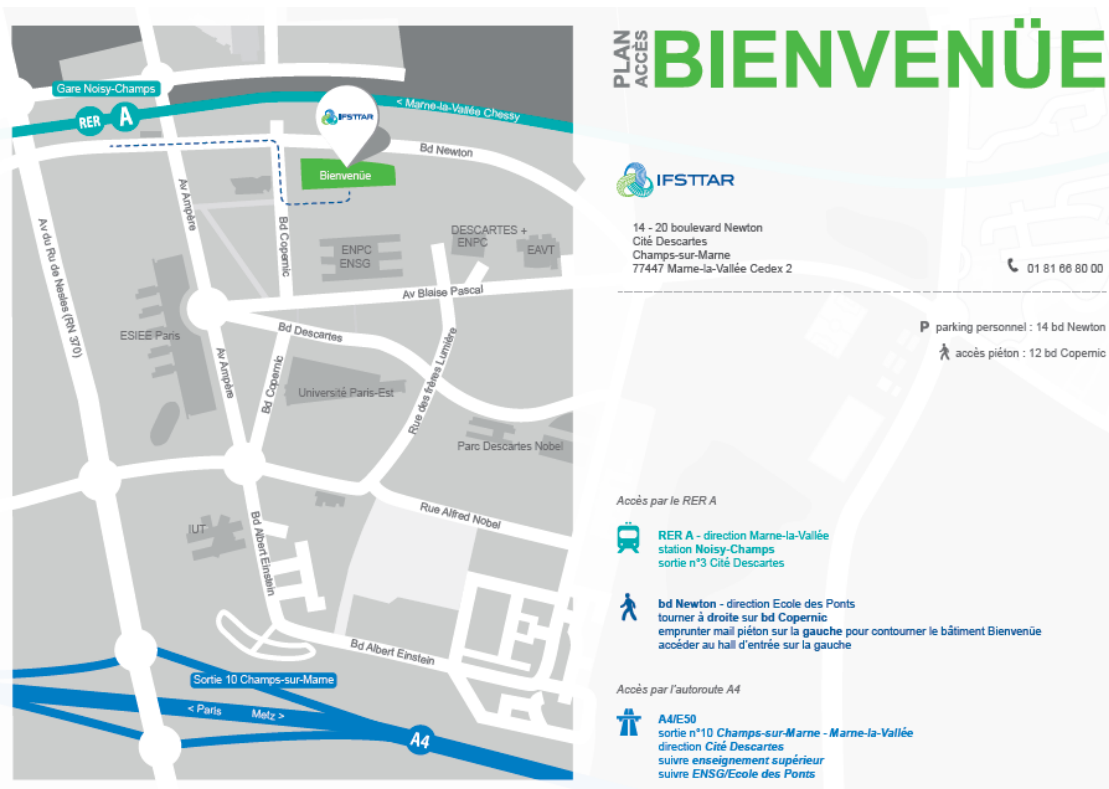 PLAN
ACCÈS
BIENVENÜE
Gare Noisy-Champs
RER A
< Marne-la-Vallée Chessy
IFSTTAR
Bd Newton
Bienvenüe
Av Ampère
Bd Copernic
Av du Ru de Nesles (RN 370)
DESCARTES +
ENPC
EAVT
ENPC
ENSG
Av Blaise Pascal
ESIEE Paris
Bd Descartes
Av Ampère
Bd Copernic
Rue des frères Lumière
Université Paris-Est
Parc Descartes Nobel
Rue Alfred Nobel
IUT
Bd Albert Einstein
Bd Albert Einstein
Sortie 10 Champs-sur-Marne
< Paris
Metz >
A4
IFSTTAR
14 - 20 boulevard Newton
Cité Descartes
Champs-sur-Marne
77447 Marne-la-Vallée Cedex 2
01 81 66 80 00
P parking personnel : 14 bd Newton
accès piéton : 12 bd Copernic
Accès par le RER A
RER A - direction Marne-la-Vallée
station Noisy-Champs
sortie n°3 Cité Descartes
bd Newton - direction Ecole des Ponts
tourner à droite sur bd Copernic
emprunter mail piéton sur la gauche pour contourner le bâtiment Bienvenüe
accéder au hall d'entrée sur la gauche
Accès par l'autoroute A4
A4/E50
sortie n°10 Champs-sur-Marne - Marne-la-Vallée
direction Cité Descartes
suivre enseignement supérieur
suivre ENSG/Ecole des Ponts